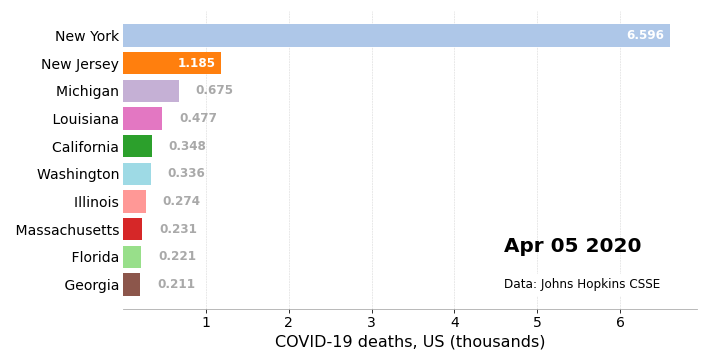 New York 6.596
New Jersey 1.185
Michigan 0.675
Louisiana 0.477
California 0.348
Washington 0.336
Illinois 0.274
Massachusetts 0.231
Florida 0.221
Georgia 0.211
Apr 05 2020
Data: Johns Hopkins CSSE
1 2 3 4 5 6
COVID-19 deaths, US (thousands)